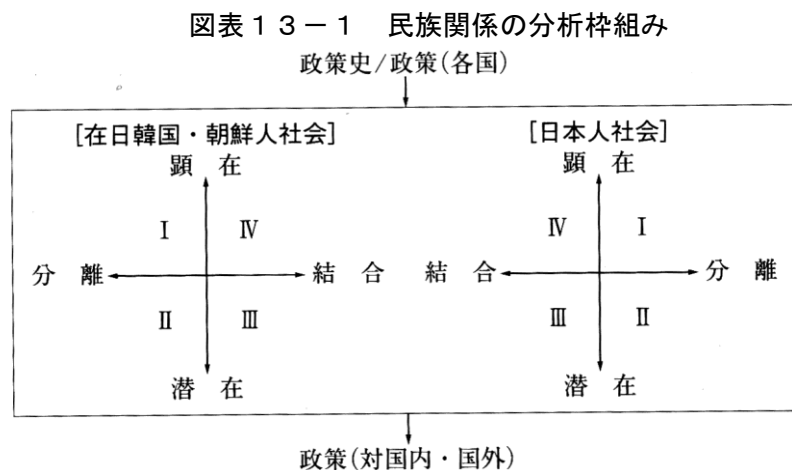 図表１３－１　民族関係の分析枠組み
政策史/政策(各国)
[在日韓国・朝鮮人社会]
顕　在
Ⅰ　Ⅳ
分　離　結　合
Ⅱ　Ⅲ
潜　在
[日本人社会]
顕　在
Ⅳ　Ⅰ
結　合　分　離
Ⅲ　Ⅱ
潜　在
政策(対国内・国外)